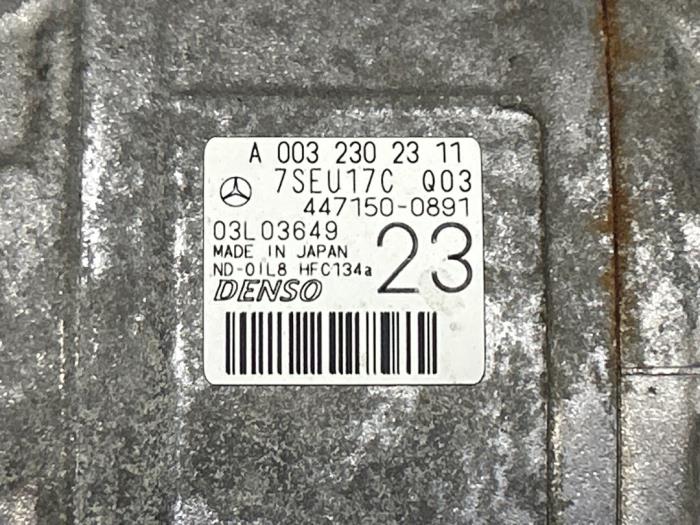 A 003 230 23 11
7SEU17C Q03
447150-0891
03L03649
MADE IN JAPAN
ND-OIL8 HFC134a
23
DENSO